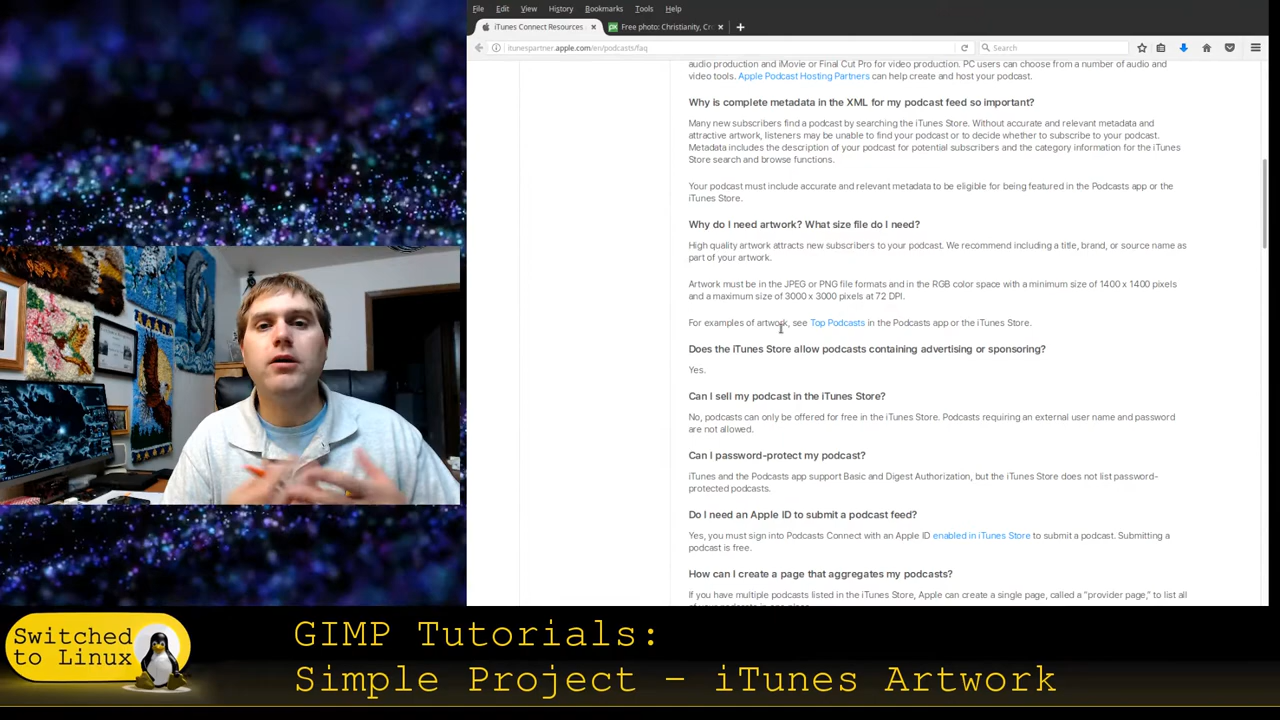 File Edit View History Bookmarks Tools Help
iTunes Connect Resources
Free photo: Christianity, Cr
itunespartner.apple.com/en/podcasts/faq
Search
audio production and iMovie or Final Cut Pro for video production. PC users can choose from a number of audio and
video tools. Apple Podcast Hosting Partners can help create and host your podcast.
Why is complete metadata in the XML for my podcast feed so important?
Many new subscribers find a podcast by searching the iTunes Store. Without accurate and relevant metadata and
attractive artwork, listeners may be unable to find your podcast or to decide whether to subscribe to your podcast.
Metadata includes the description of your podcast for potential subscribers and the category information for the iTunes
Store search and browse functions.
Your podcast must include accurate and relevant metadata to be eligible for being featured in the Podcasts app or the
iTunes Store.
Why do I need artwork? What size file do I need?
High quality artwork attracts new subscribers to your podcast. We recommend including a title, brand, or source name as
part of your artwork.
Artwork must be in the JPEG or PNG file formats and in the RGB color space with a minimum size of 1400 x 1400 pixels
and a maximum size of 3000 x 3000 pixels at 72 DPI.
For examples of artwork, see Top Podcasts in the Podcasts app or the iTunes Store.
Does the iTunes Store allow podcasts containing advertising or sponsoring?
Yes.
Can I sell my podcast in the iTunes Store?
No, podcasts can only be offered for free in the iTunes Store. Podcasts requiring an external user name and password
are not allowed.
Can I password-protect my podcast?
iTunes and the Podcasts app support Basic and Digest Authorization, but the iTunes Store does not list password-
protected podcasts.
Do I need an Apple ID to submit a podcast feed?
Yes, you must sign into Podcasts Connect with an Apple ID enabled in iTunes Store to submit a podcast. Submitting a
podcast is free.
How can I create a page that aggregates my podcasts?
If you have multiple podcasts listed in the iTunes Store, Apple can create a single page, called a "provider page," to list all
of your podcasts in one place.
Switched
to Linux
GIMP Tutorials:
Simple Project - iTunes Artwork